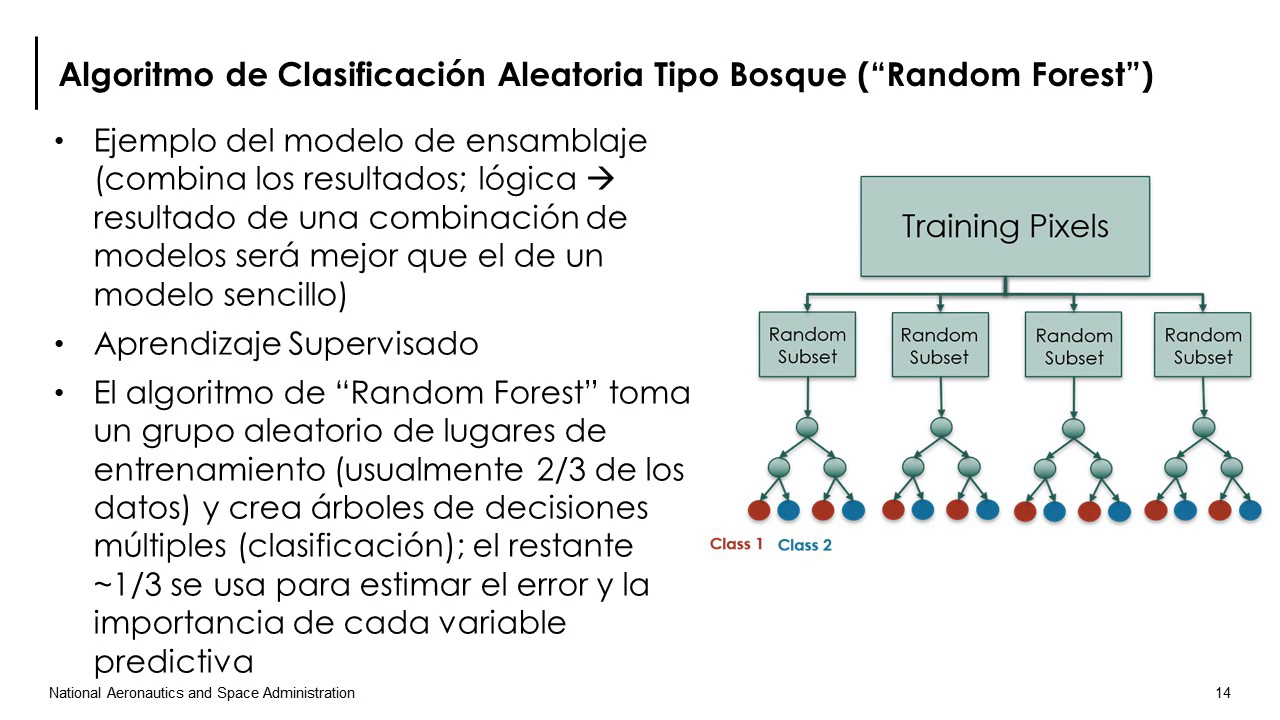 Algoritmo de Clasificación Aleatoria Tipo Bosque (“Random Forest”)
• Ejemplo del modelo de ensamblaje
(combina los resultados; lógica →
resultado de una combinación de
modelos será mejor que el de un
modelo sencillo)
• Aprendizaje Supervisado
• El algoritmo de “Random Forest” toma
un grupo aleatorio de lugares de
entrenamiento (usualmente 2/3 de los
datos) y crea árboles de decisiones
múltiples (clasificación); el restante
~1/3 se usa para estimar el error y la
importancia de cada variable
predictiva
Training Pixels
Random
Subset
Random
Subset
Random
Subset
Random
Subset
Class 1
Class 2
National Aeronautics and Space Administration
14